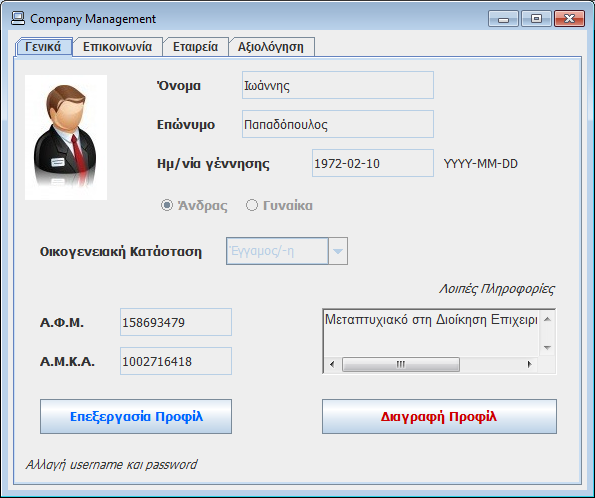 Company Management
Γενικά Επικοινωνία Εταιρεία Αξιολόγηση
Όνομα Ιωάννης
Επώνυμο Παπαδόπουλος
Ημ/νία γέννησης 1972-02-10 YYYY-MM-DD
Άνδρας Γυναίκα
Οικογενειακή Κατάσταση Έγγαμος/-η
Λοιπές Πληροφορίες
Α.Φ.Μ. 158693479 Μεταπτυχιακό στη Διοίκηση Επιχειρι
Α.Μ.Κ.Α. 1002716418
Επεξεργασία Προφίλ Διαγραφή Προφίλ
Αλλαγή username και password